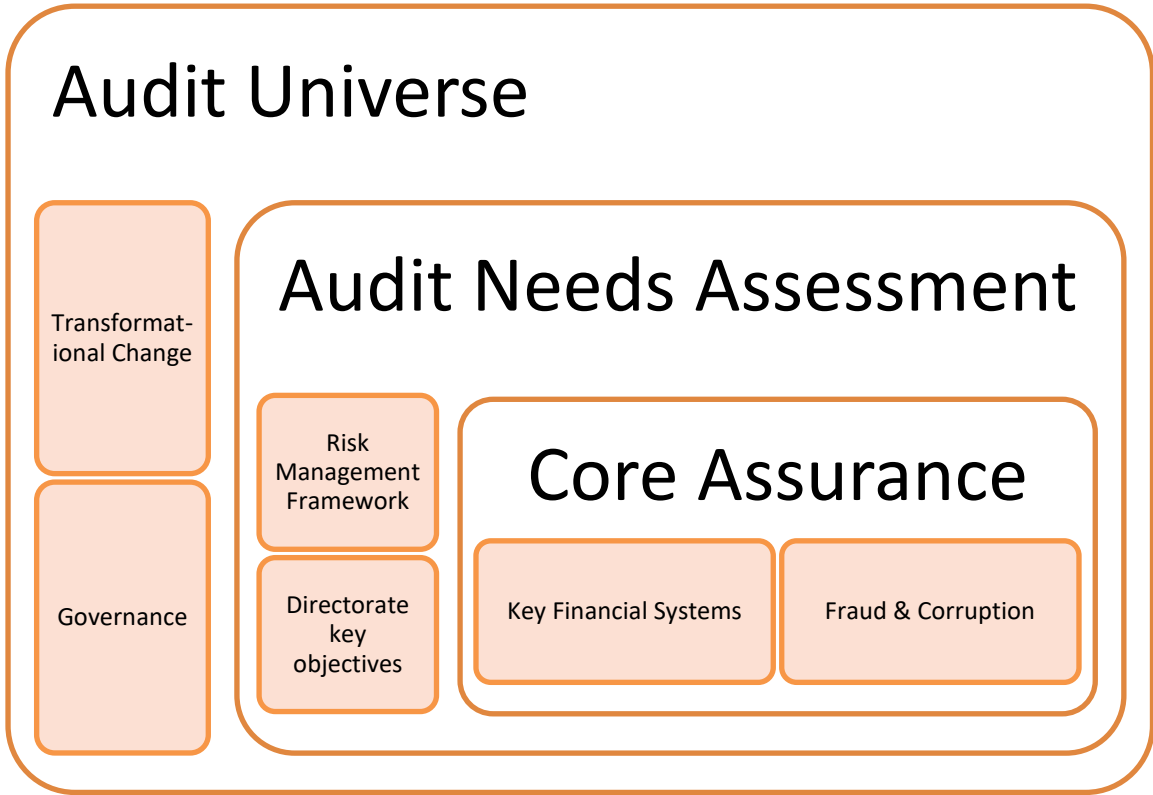 Audit Universe
Transformat-
ional Change
Governance
Audit Needs Assessment
Risk
Management
Framework
Directorate
key
objectives
Core Assurance
Key Financial Systems
Fraud & Corruption